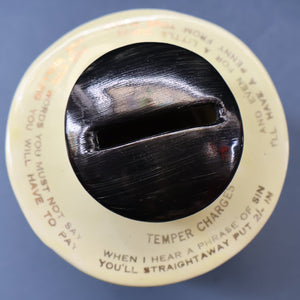 TEMPER CHARGES
WHEN I HEAR A PHRASE OF SIN
YOU'LL STRAIGHTAWAY PUT 2/- IN
AND EVEN FOR A LITTLE
I'LL HAVE A PENNY FROM
WORDS YOU MUST NOT SAY
YOU WILL HAVE TO PAY